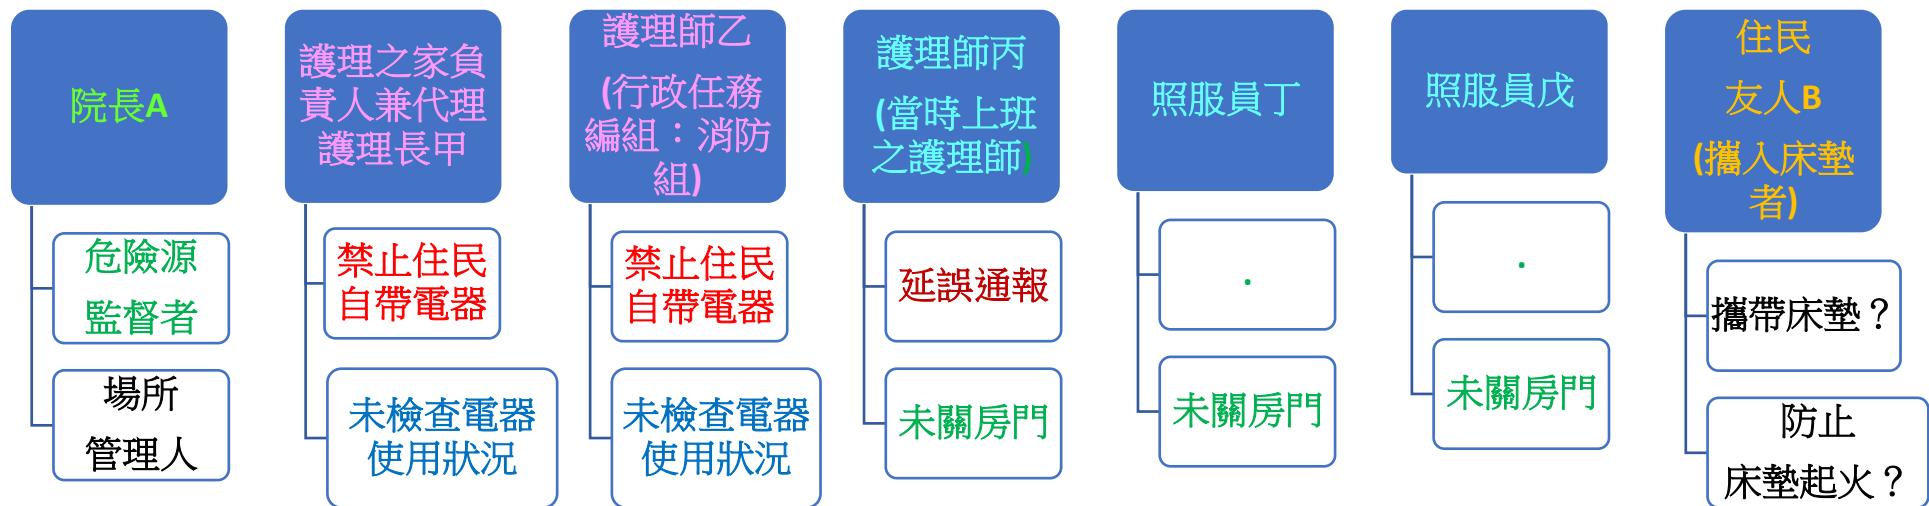 院長A
危險源
監督者
場所
管理人
護理之家負
責人兼代理
護理長甲
禁止住民
自帶電器
未檢查電器
使用狀況
護理師乙
(行政任務
編組：消防
組)
禁止住民
自帶電器
未檢查電器
使用狀況
護理師丙
(當時上班
之護理師)
延誤通報
未關房門
照服員丁
.
未關房門
照服員戊
.
未關房門
住民
友人B
(攜入床墊
者)
攜帶床墊？
防止
床墊起火？